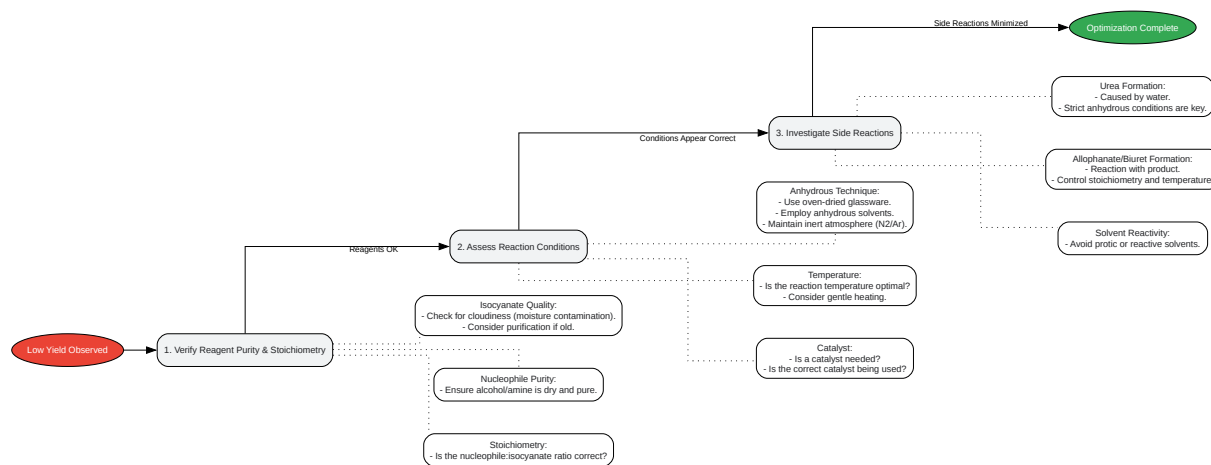 Side Reactions Minimized
Optimization Complete
Urea Formation:
- Caused by water.
- Strict anhydrous conditions are key.
3. Investigate Side Reactions
Conditions Appear Correct
Allophanate/Biuret Formation:
- Reaction with product.
- Control stoichiometry and temperature
Anhydrous Technique:
- Use oven-dried glassware.
- Employ anhydrous solvents.
- Maintain inert atmosphere (N2/Ar).
Solvent Reactivity:
- Avoid protic or reactive solvents.
2. Assess Reaction Conditions
Reagents OK
Temperature:
- Is the reaction temperature optimal?
- Consider gentle heating.
Isocyanate Quality:
- Check for cloudiness (moisture contamination).
- Consider purification if old.
Low Yield Observed
1. Verify Reagent Purity & Stoichiometry
Catalyst:
- Is a catalyst needed?
- Is the correct catalyst being used?
Nucleophile Purity:
- Ensure alcohol/amine is dry and pure.
Stoichiometry:
- Is the nucleophile:isocyanate ratio correct?